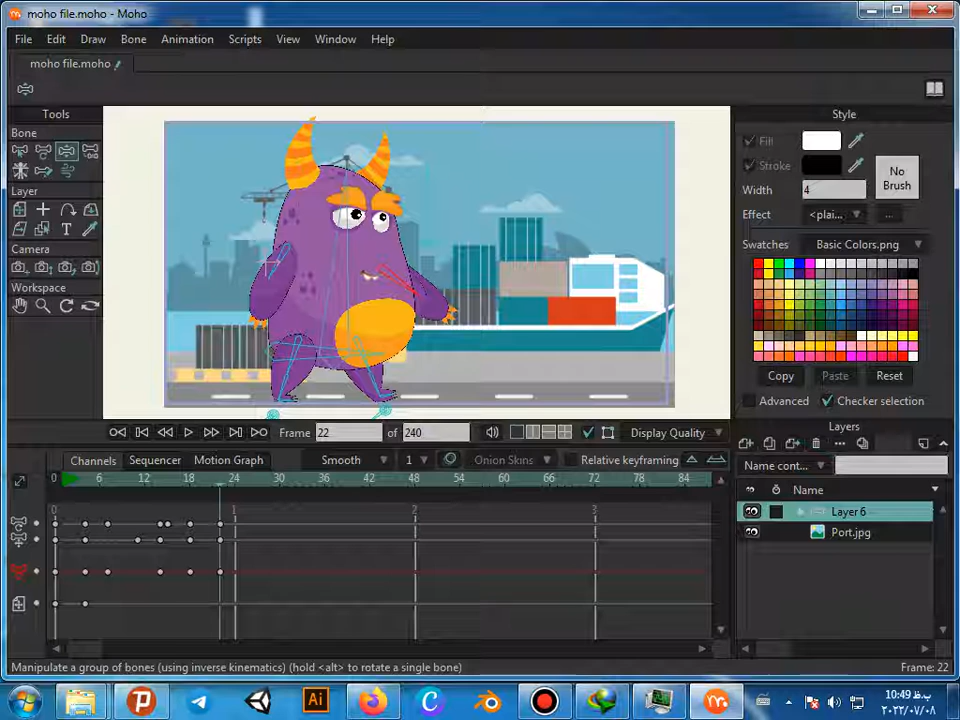 moho file.moho - Moho
File Edit Draw Bone Animation Scripts View Window Help
moho file.moho
Tools
Style
Bone
Fill
Stroke
No Brush
Width 4
Layer
Effect <plai... ...
T
Swatches Basic Colors.png
Camera
Workspace
Copy Paste Reset
Advanced Checker selection
Frame 22 of 240 Display Quality
Layers
Channels Sequencer Motion Graph Smooth 1 Onion Skins Relative keyframing
Name cont...
0 6 12 18 24 30 36 42 48 54 60 66 72 78 84
Name
0 1 2 3
Layer 6
Port.jpg
Manipulate a group of bones (using inverse kinematics) (hold <alt> to rotate a single bone)
Frame: 22
Ai
10:49 ب.ظ
۲۰۲۲/۰۷/۰۸